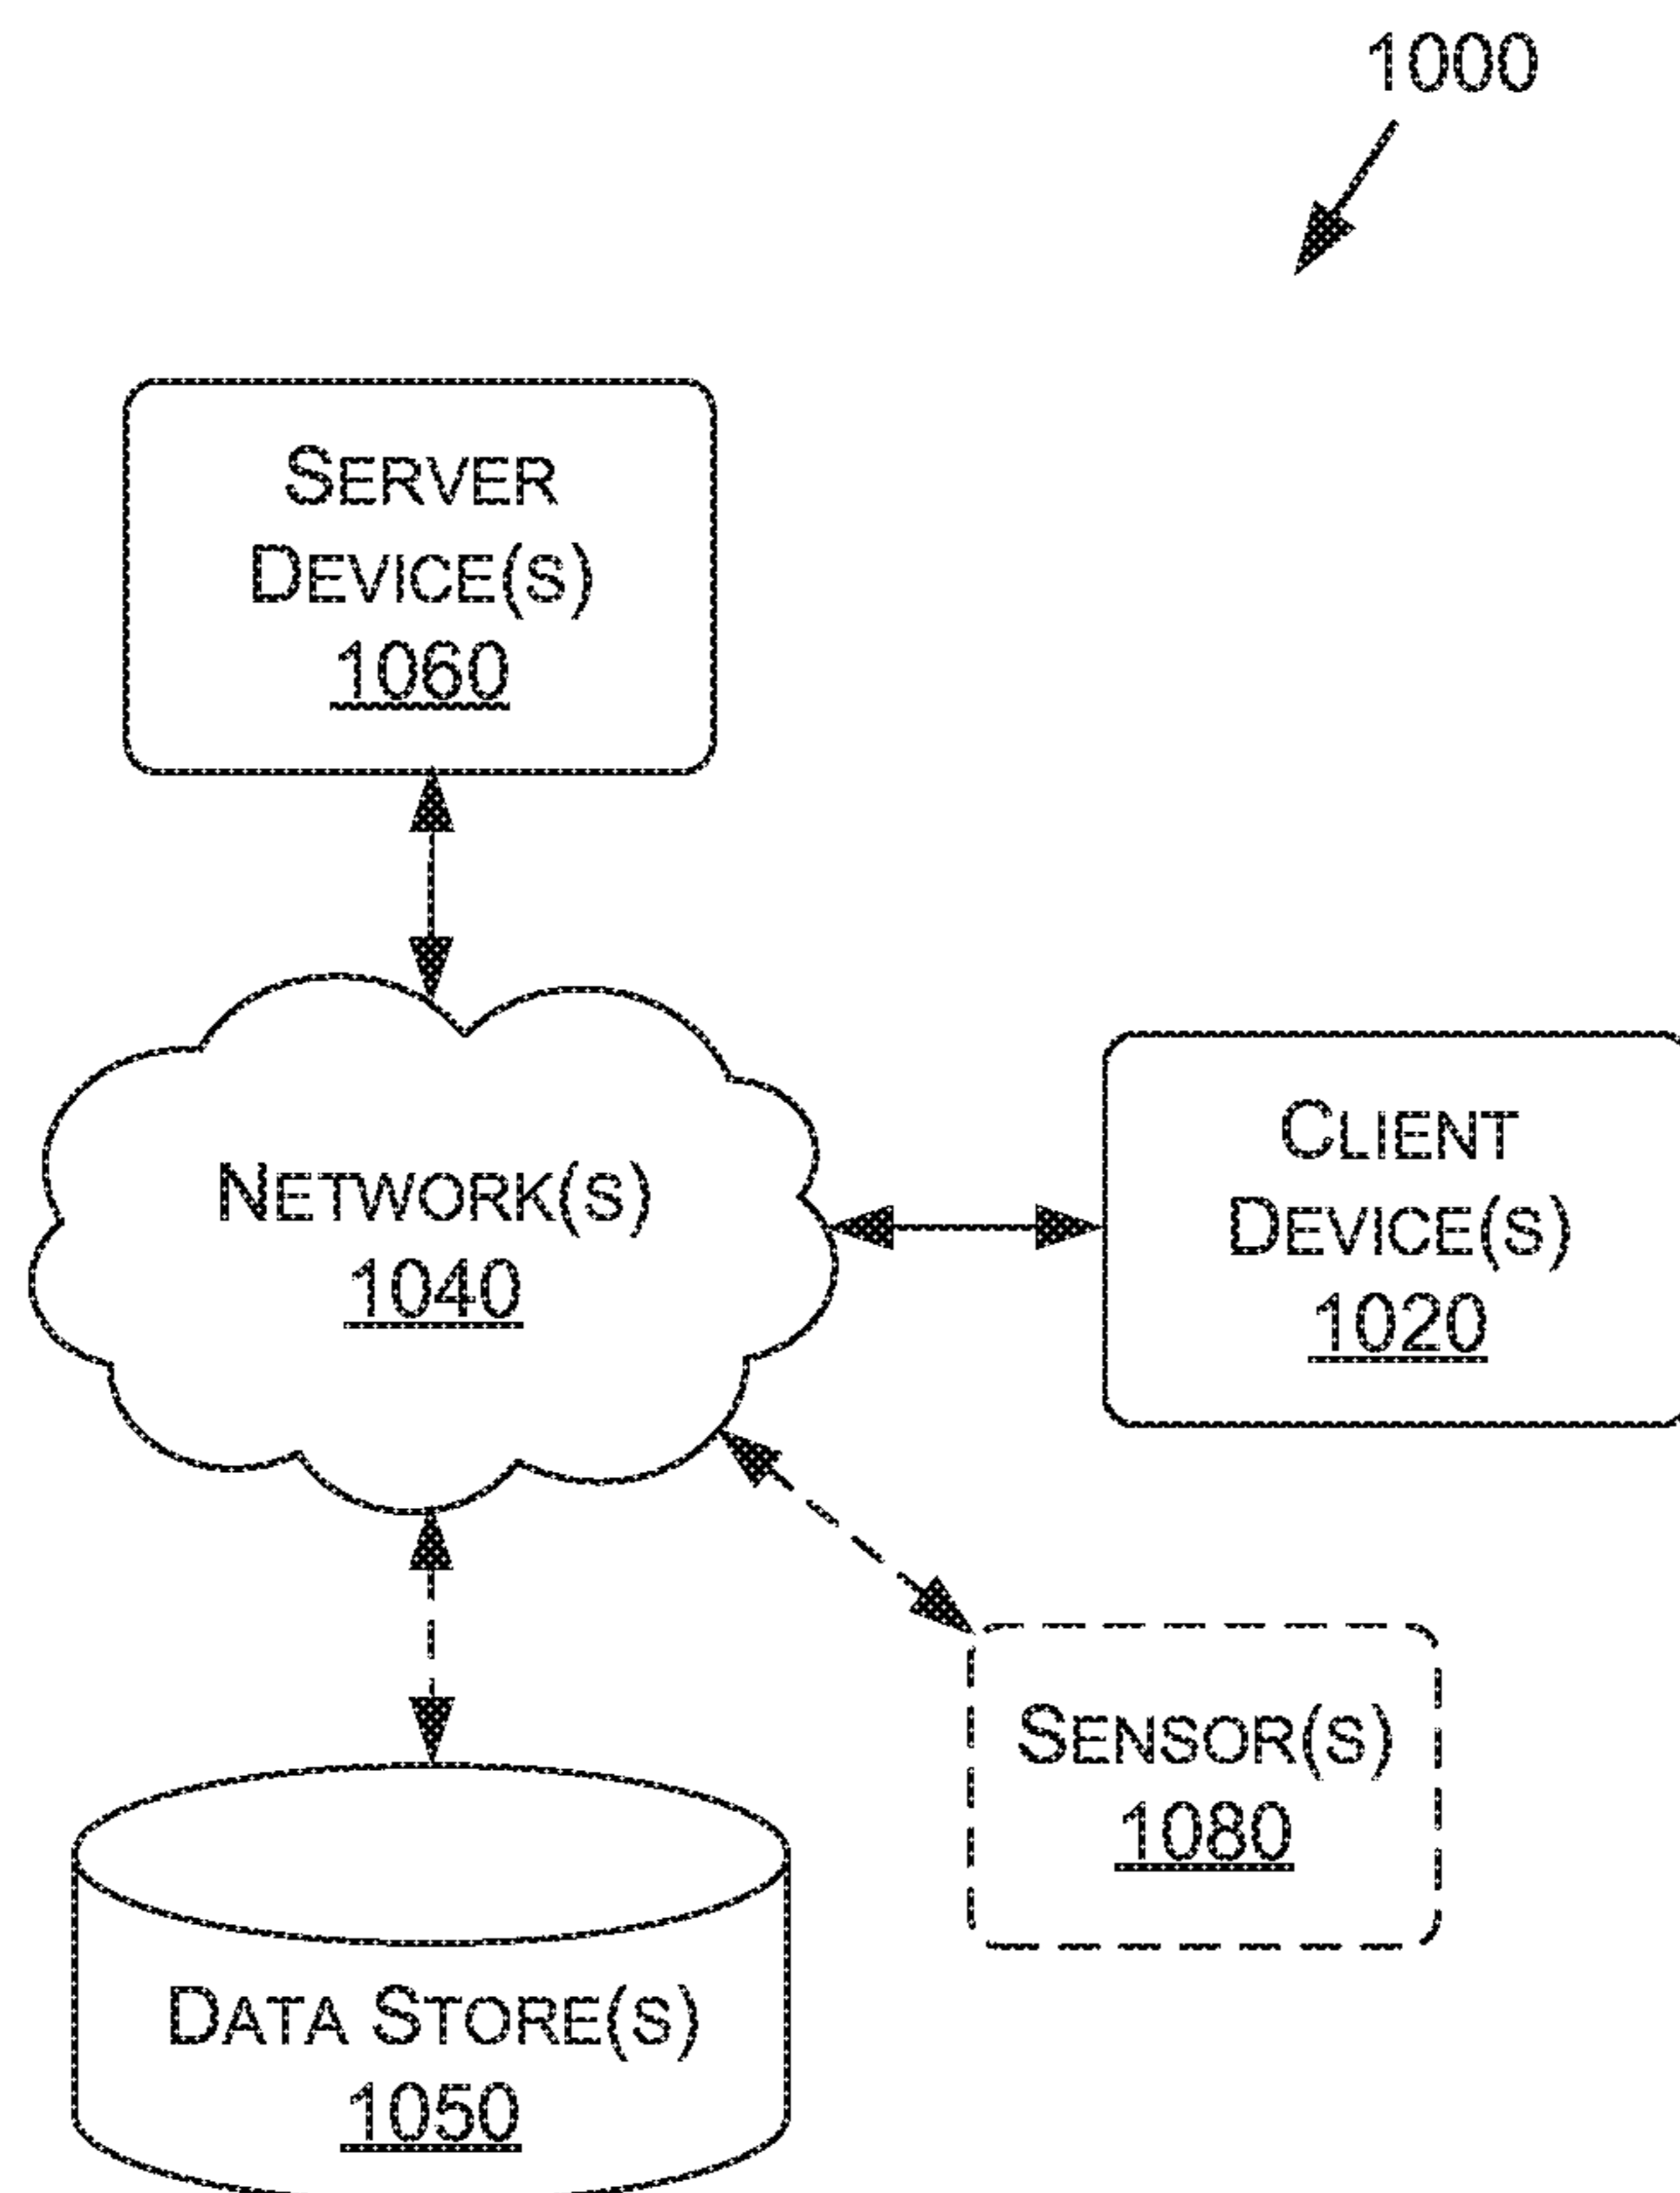 1000
SERVER
DEVICE(S)
1060
NETWORK(S)
1040
CLIENT
DEVICE(S)
1020
SENSOR(S)
1080
DATA STORE(S)
1050